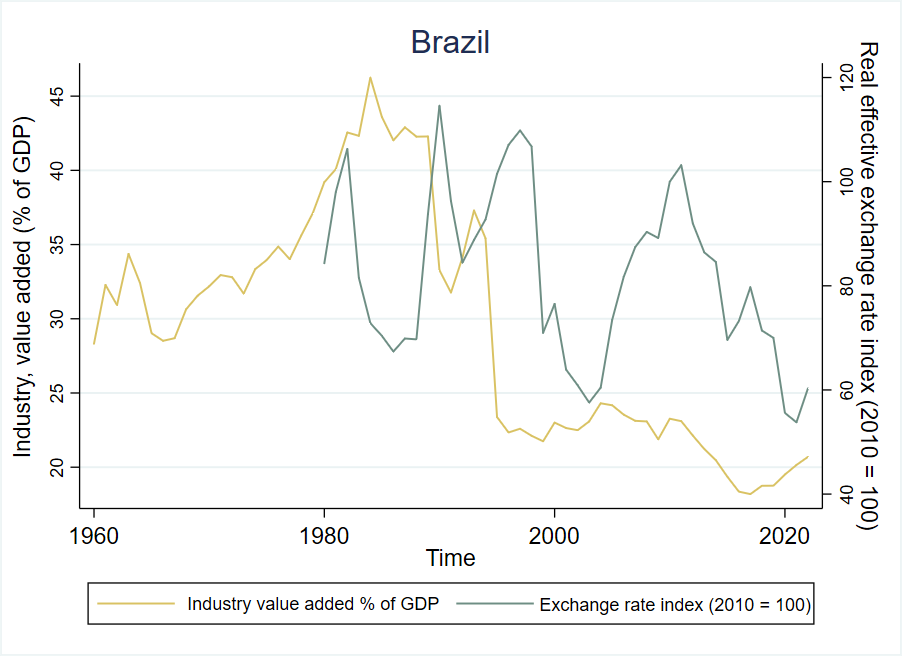 Brazil
Industry, value added (% of GDP)
45
40
35
30
25
20
Real effective exchange rate index (2010 = 100)
120
100
80
60
40
1960
1980
2000
2020
Time
Industry value added % of GDP
Exchange rate index (2010 = 100)